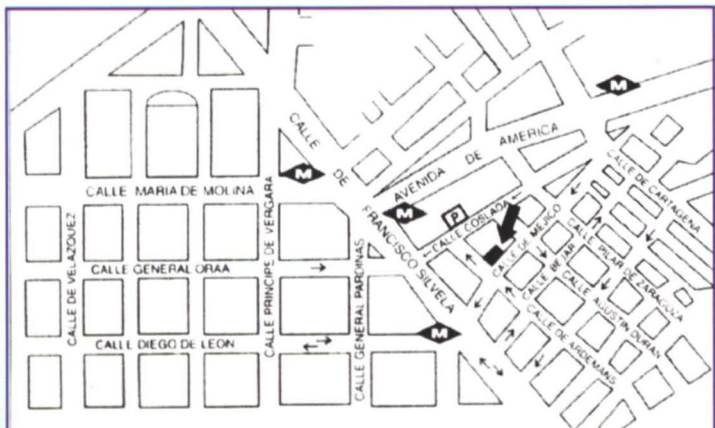 M
CALLE DE FRANCISCO SILVELA
AVENIDA DE AMERICA
CALLE DE CARTAGENA
M
CALLE MARIA DE MOLINA
M
P
CALLE COSLADA
CALLE DE MEJICO
CALLE PILAR DE ZARAGOZA
CALLE DE VELAZQUEZ
CALLE GENERAL ORAA
CALLE PRINCIPE DE VERGARA
CALLE GENERAL PARDINAS
CALLE BEJAR
CALLE AGUSTIN DURAN
CALLE DIEGO DE LEON
M
CALLE DE ARDEMANS